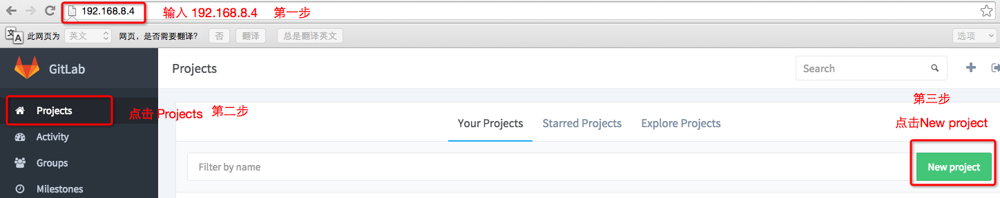 192.168.8.4 输入 192.168.8.4 第一步
此网页为 英文 网页，是否需要翻译？ 否 翻译 总是翻译英文 选项
GitLab Projects Search
Projects 点击 Projects 第二步
第三步
点击New project
Your Projects Starred Projects Explore Projects
Activity
Groups
Filter by name New project
Milestones